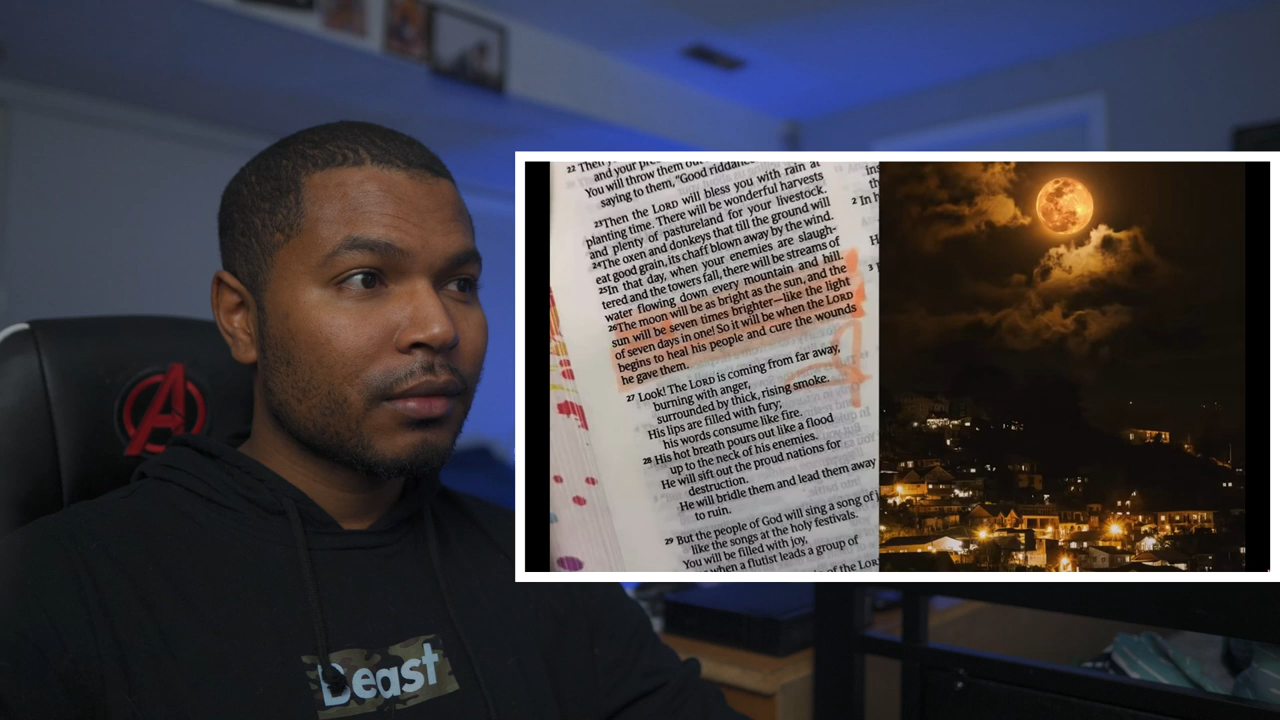 22 Then
and your
You will throw them out
saying to them, “Good riddance
23Then the LORD will bless you with rain at
planting time. There will be wonderful harvests
and plenty of pastureland for your livestock.
24The oxen and donkeys that till the ground will
eat good grain, its chaff blown away by the wind.
25In that day, when your enemies are slaugh-
tered and the towers fall, there will be streams of
water flowing down every mountain and hill.
26The moon will be as bright as the sun, and the
sun will be seven times brighter—like the light
of seven days in one! So it will be when the LORD
begins to heal his people and cure the wounds
he gave them.
27 Look! The LORD is coming from far away,
burning with anger,
surrounded by thick, rising smoke.
His lips are filled with fury;
his words consume like fire.
28 His hot breath pours out like a flood
up to the neck of his enemies.
He will sift out the proud nations for
destruction.
He will bridle them and lead them away
to ruin.
29 But the people of God will sing a song of
like the songs at the holy festivals.
You will be filled with joy,
when a flutist leads a group of
of the LORD
2 In
3
A
Beast